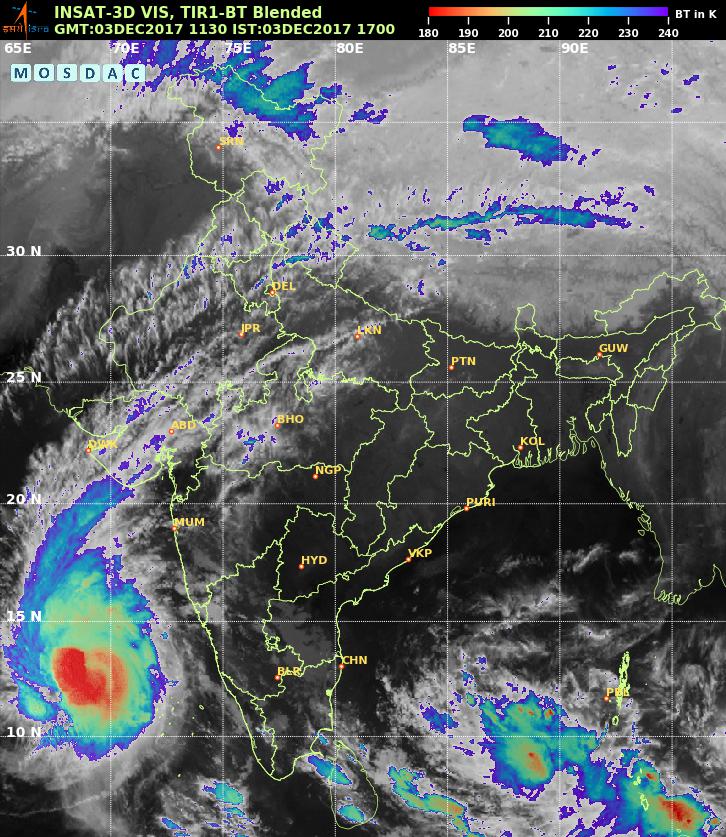 INSAT-3D VIS, TIR1-BT Blended
GMT:03DEC2017 1130 IST:03DEC2017 1700
BT in K
180 190 200 210 220 230 240
65E 70E 75E 80E 85E 90E
M O S D A C
SRN
30 N
DEL
JPR
LKN
GUW
PTN
25 N
ABD
BHO
DWK
KOL
NGP
20 N
PURI
MUM
VKP
HYD
15 N
CHN
BLR
PBL
10 N